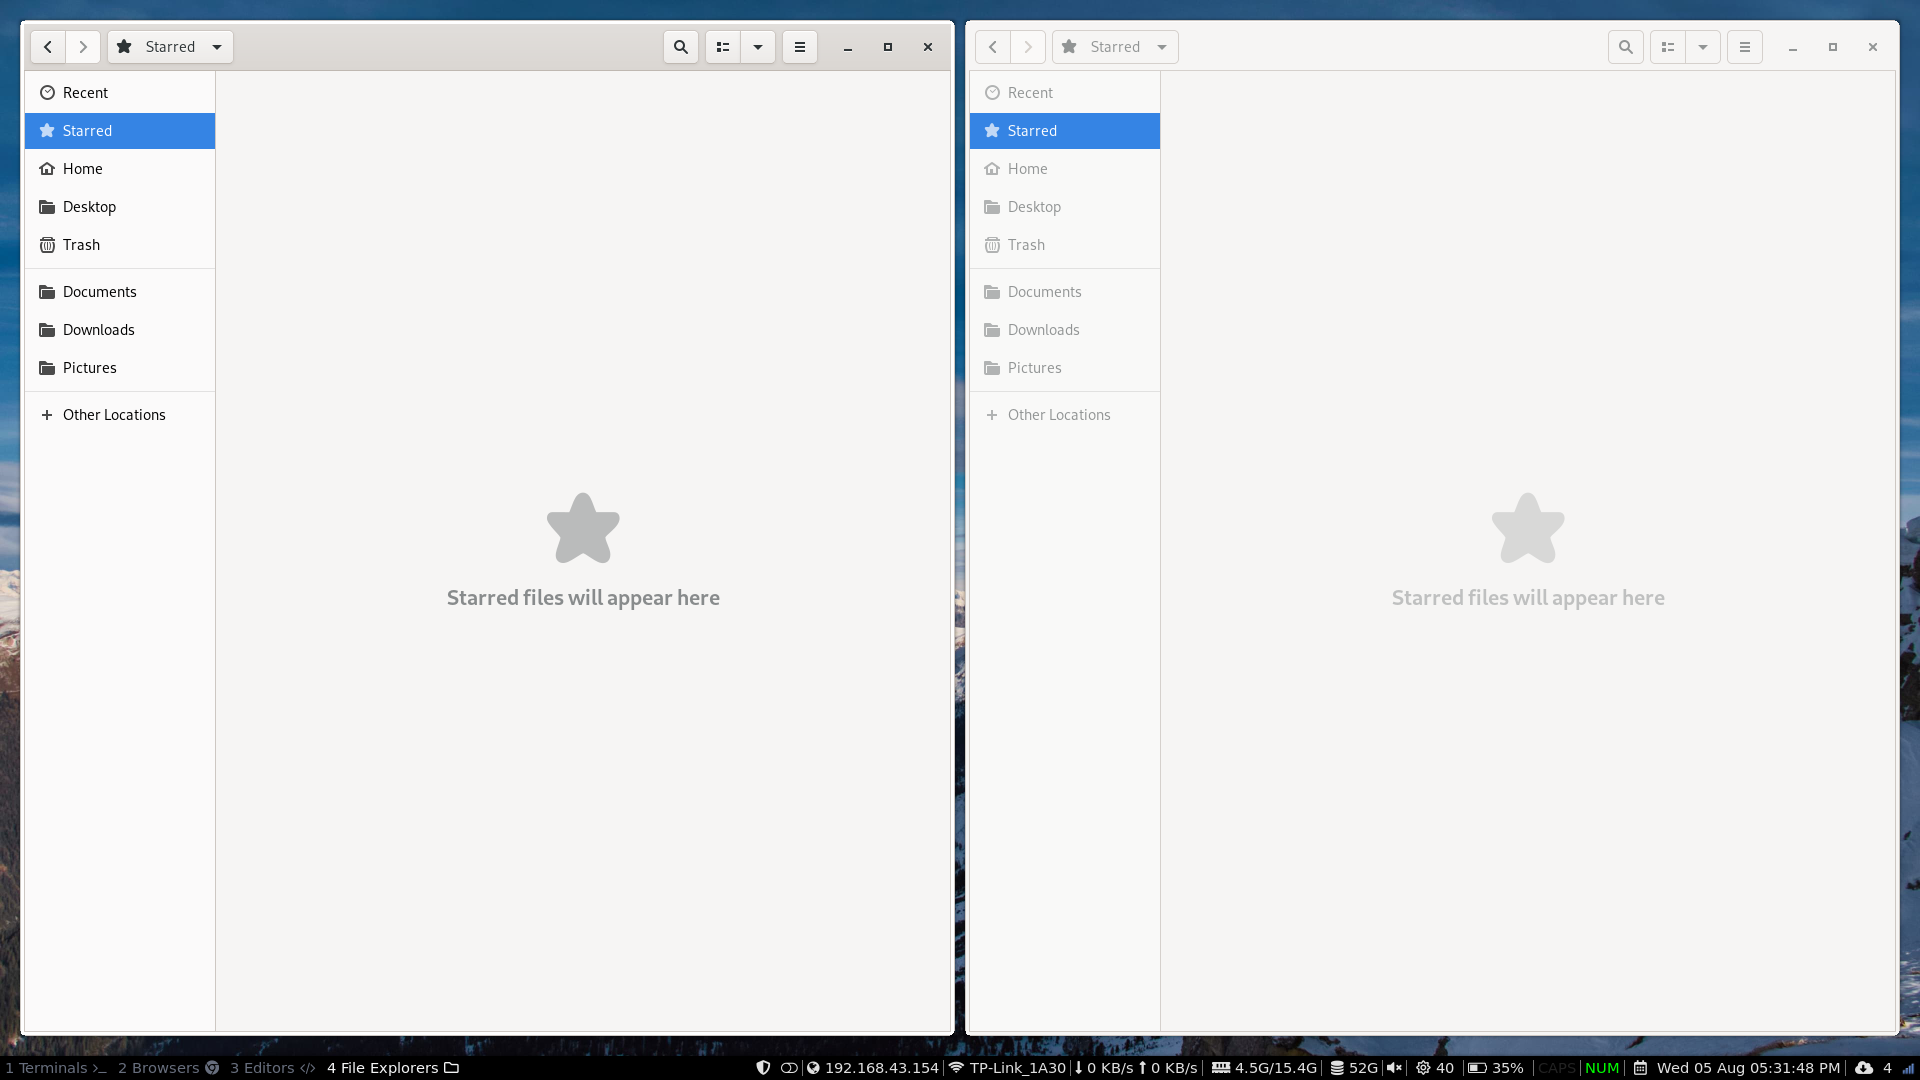 Starred
Recent
Starred
Home
Desktop
Trash
Documents
Downloads
Pictures
Other Locations
Starred files will appear here
Starred
Recent
Starred
Home
Desktop
Trash
Documents
Downloads
Pictures
Other Locations
Starred files will appear here
1 Terminals 2 Browsers 3 Editors 4 File Explorers 192.168.43.154 TP-Link_1A30 0 KB/s 0 KB/s 4.5G/15.4G 52G 40 35% CAPS NUM Wed 05 Aug 05:31:48 PM 4